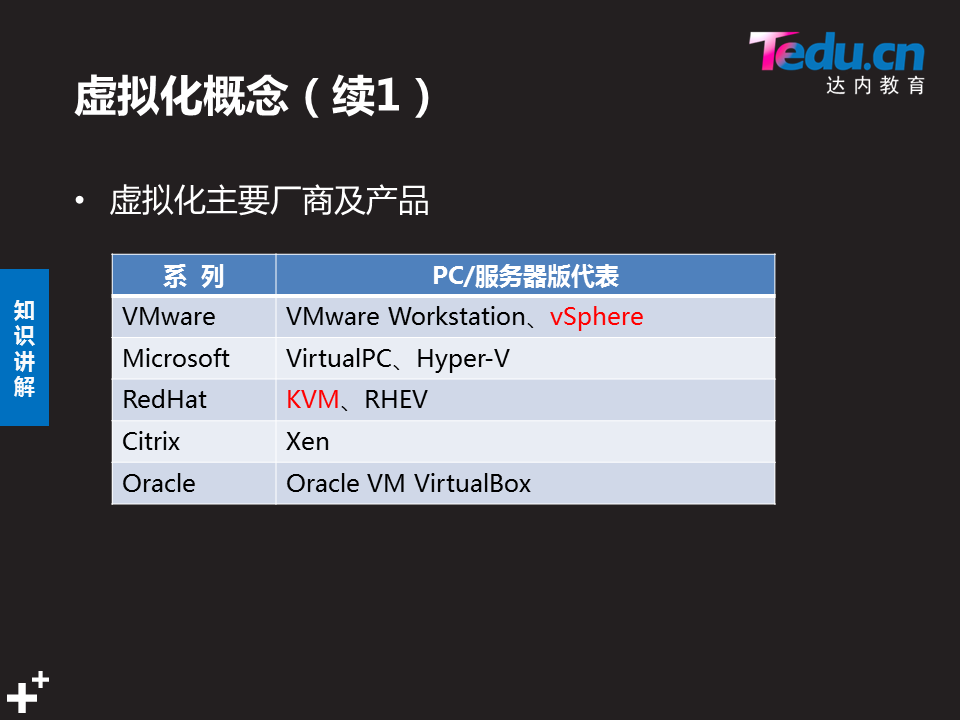 Tedu.cn
达内教育
虚拟化概念（续1）
• 虚拟化主要厂商及产品
知识讲解
系 列 PC/服务器版代表
VMware VMware Workstation、vSphere
Microsoft VirtualPC、Hyper-V
RedHat KVM、RHEV
Citrix Xen
Oracle Oracle VM VirtualBox